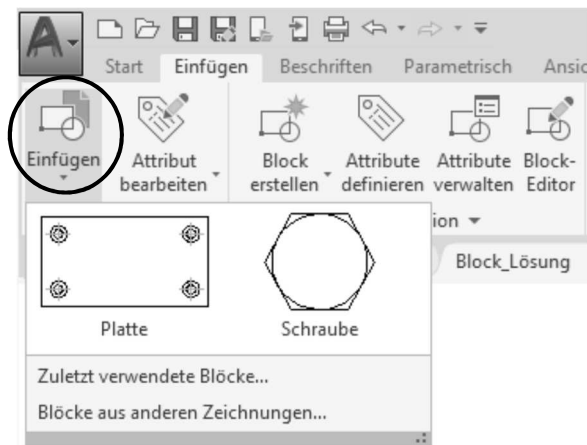 A
Start Einfügen Beschriften Parametrisch Ansic
Einfügen Attribut bearbeiten Block erstellen Attribute definieren Attribute verwalten Block-Editor
ion
Block_Lösung
Platte Schraube
Zuletzt verwendete Blöcke...
Blöcke aus anderen Zeichnungen...